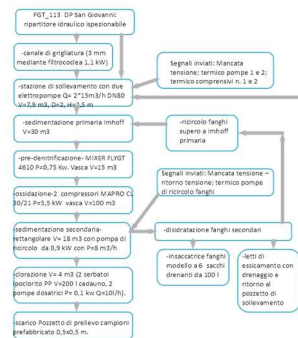 FGT_113 DP San Giovanni:
ripartitore idraulico ispezionabile
-canale di grigliatura (3 mm
mediante filtrococlea 1,1 kW)
-stazione di sollevamento con due
elettropompe Q= 2*15m3/h DN80
V=7,9 m3, D=2, H=2,5 m
Segnali inviati: Mancata
tensione; termico pompe 1 e 2;
termico comprensivi n. 1 e 2
-sedimentazione primaria Imhoff
V=30 m3
-ricircolo fanghi
supero a Imhoff
primaria
-pre-denitrificazione- MIXER FLYGT
4610 P=0,75 Kw. Vasca V=15 m3
Segnali inviati: Mancata tensione –
ritorno tensione; termico pompe
di ricircolo fanghi
-ossidazione-2 compressori MAPRO CL
30/21 P=5,5 kW vasca V=100 m3
-sedimentazione secondaria-
rettangolare V= 18 m3 con pompa di
ricircolo da 0,9 kW con P=8 m3/h
-disidratazione fanghi secondari
-clorazione V= 4 m3 (2 serbatoi
ipoclorito PP V=200 l cadauno, 2
pompe dosatrici P= 0,1 kw Q=10l/h).
-insaccatrice fanghi
modello a 6 sacchi
drenanti da 100 l
-letti di
essicamento con
drenaggio e
ritorno al
pozzetto di
sollevamento
-scarico Pozzetto di prelievo campioni
prefabbricato 0,5x0,5 m.